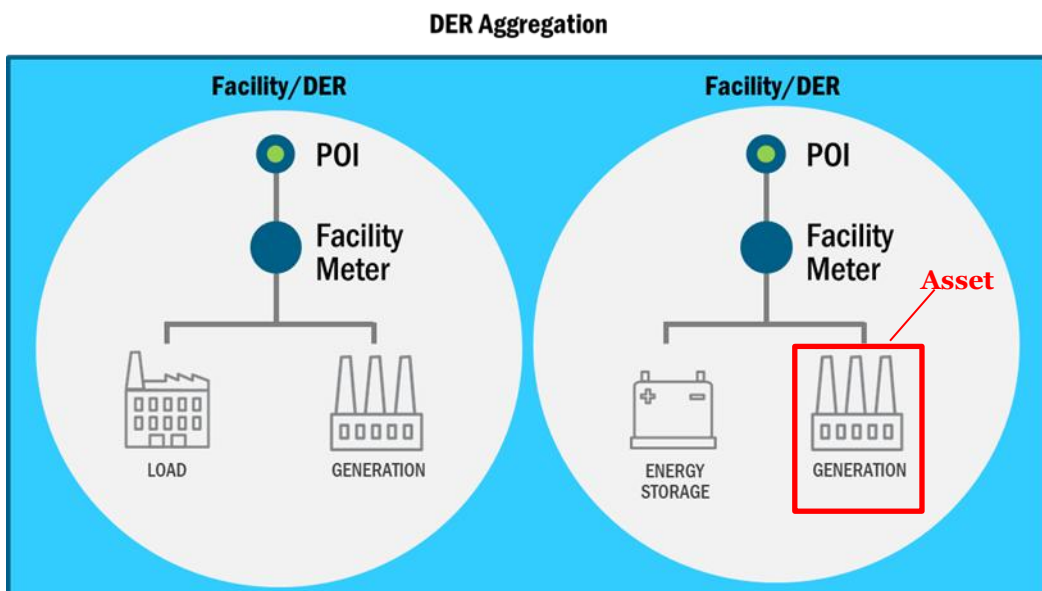 DER Aggregation
Facility/DER
POI
Facility
Meter
LOAD
GENERATION
Facility/DER
POI
Facility
Meter
Asset
ENERGY
STORAGE
GENERATION